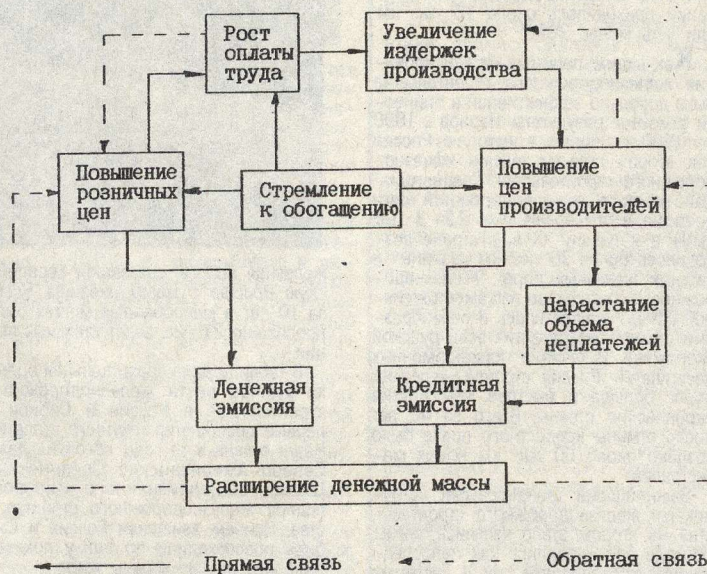 Рост
оплаты
труда
Увеличение
издержек
производства
Повышение
розничных
цен
Стремление
к обогащению
Повышение
цен
производителей
Нарастание
объема
неплатежей
Денежная
эмиссия
Кредитная
эмиссия
Расширение денежной массы
Прямая связь
Обратная связь